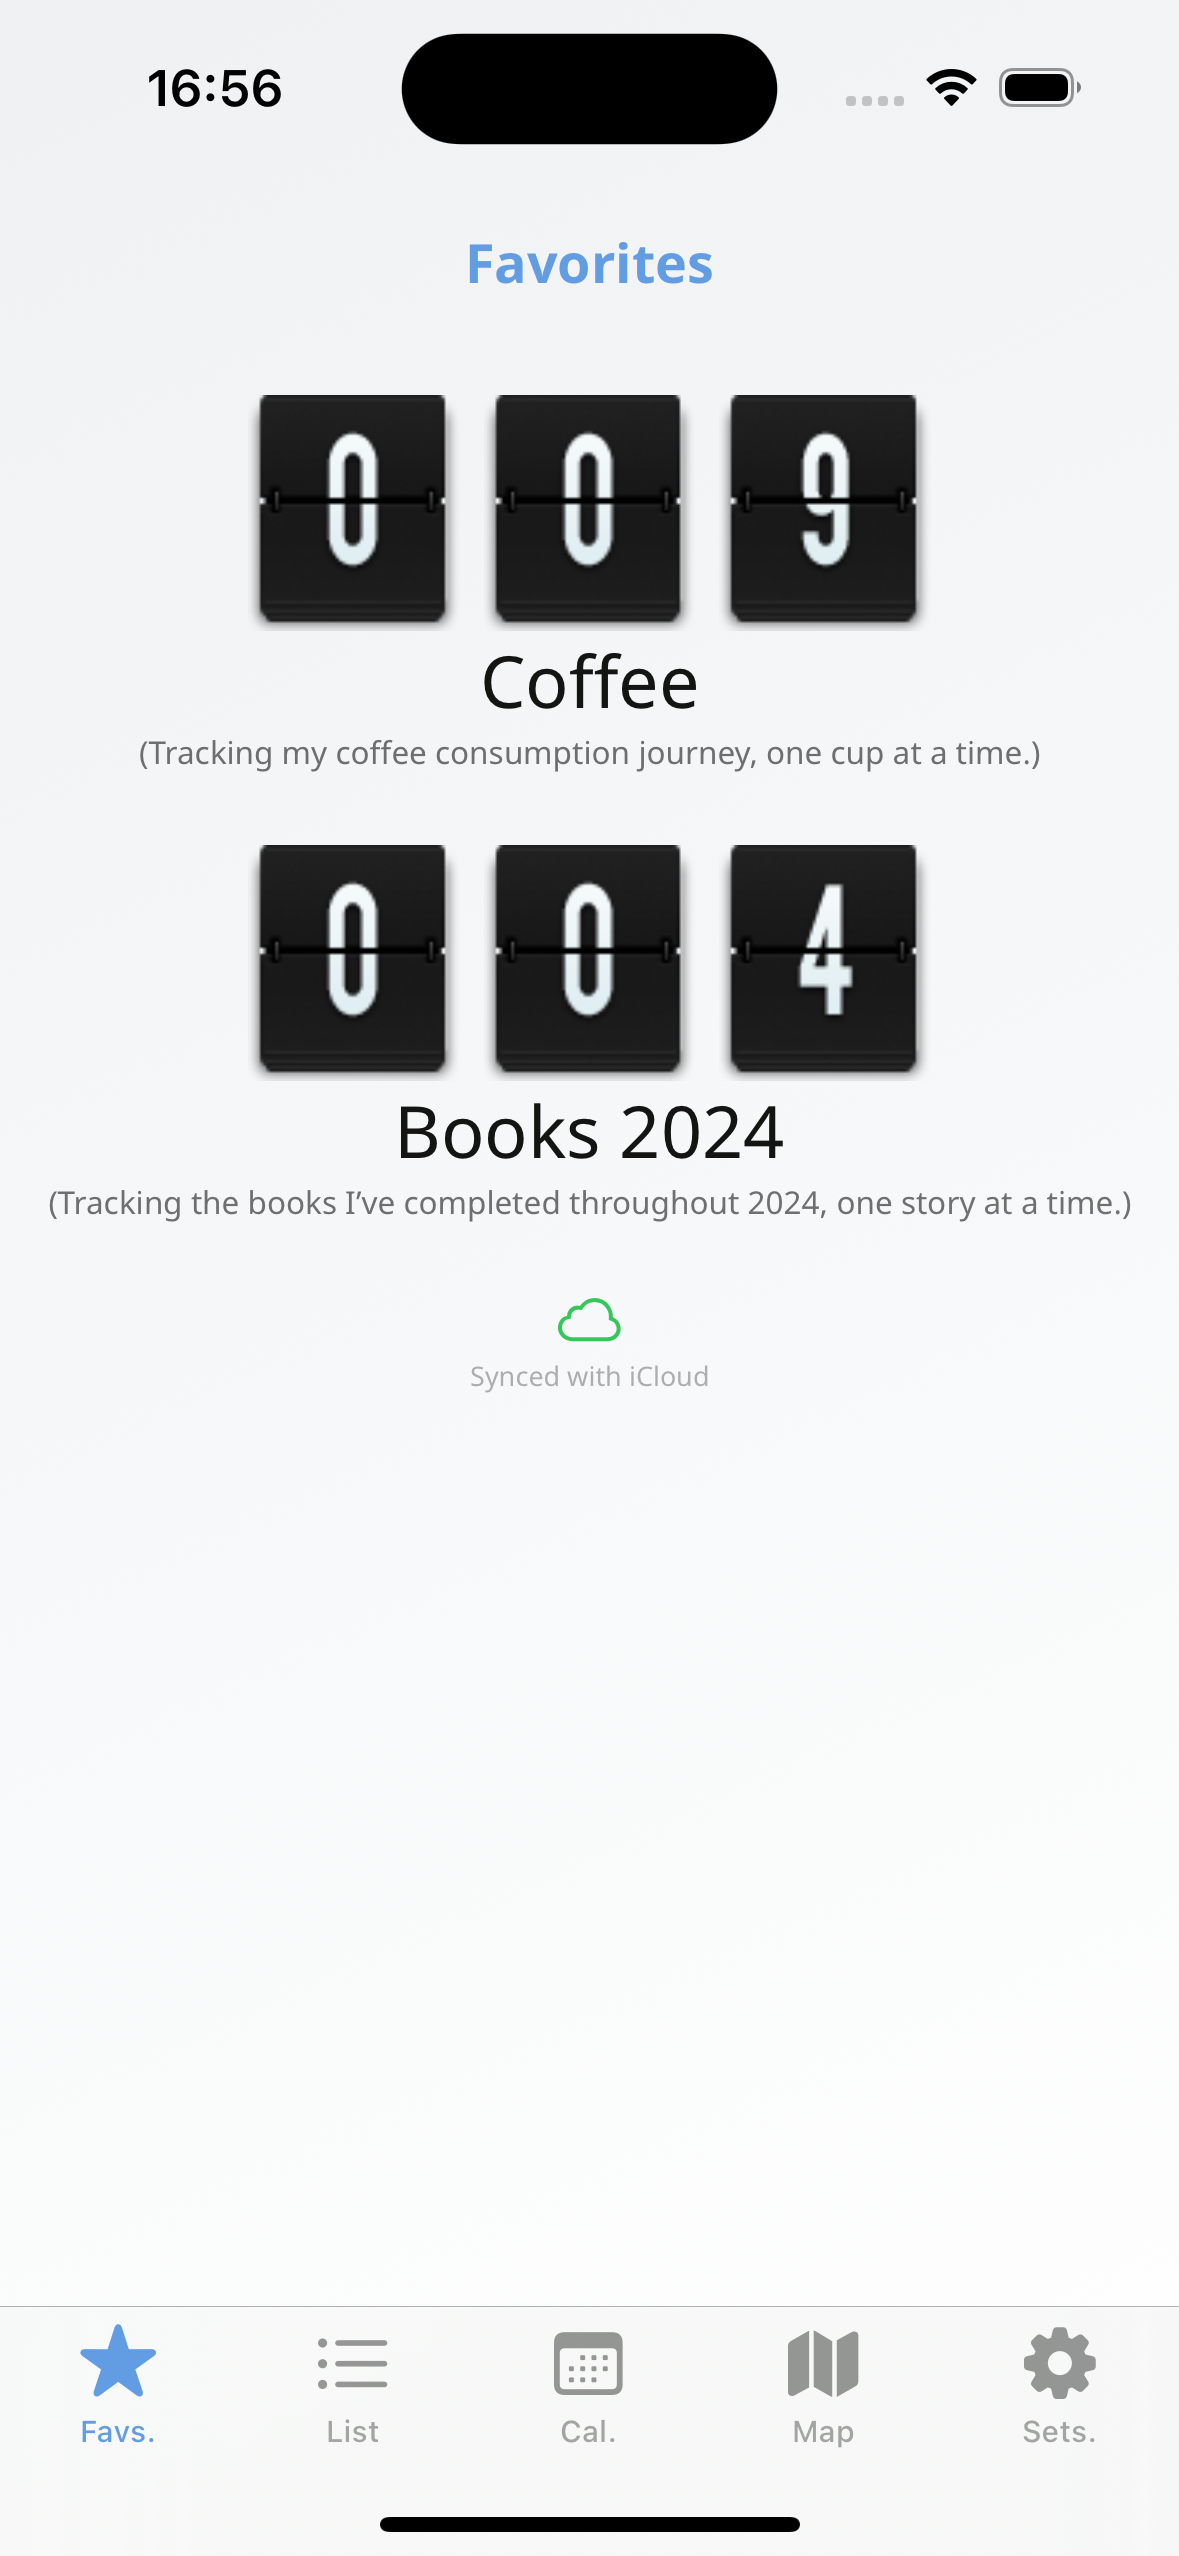 16:56
Favorites
0 0 9
Coffee
(Tracking my coffee consumption journey, one cup at a time.)
0 0 4
Books 2024
(Tracking the books I’ve completed throughout 2024, one story at a time.)
Synced with iCloud
Favs. List Cal. Map Sets.